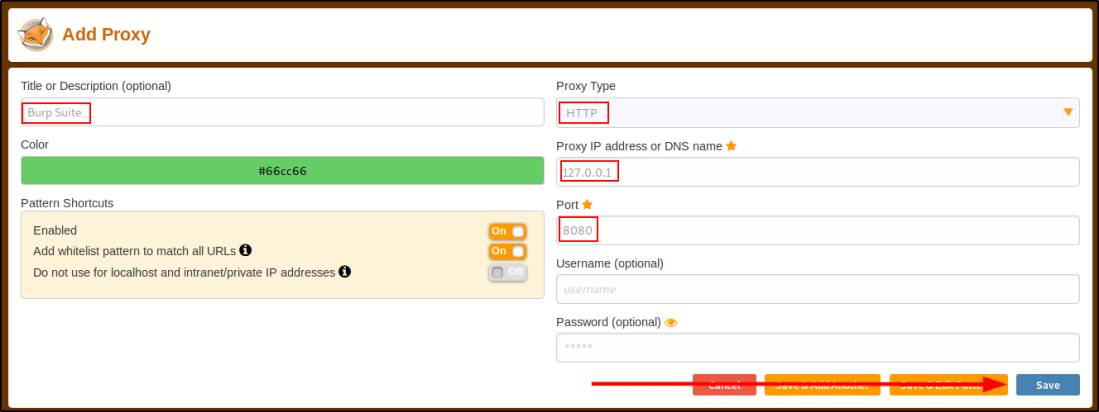 Add Proxy
Title or Description (optional)
Burp Suite
Color
#66cc66
Pattern Shortcuts
Enabled
On
Add whitelist pattern to match all URLs
On
Do not use for localhost and intranet/private IP addresses
Off
Proxy Type
HTTP
Proxy IP address or DNS name
127.0.0.1
Port
8080
Username (optional)
username
Password (optional)
*****
Cancel
Save & Add Another
Save & Edit Patterns
Save